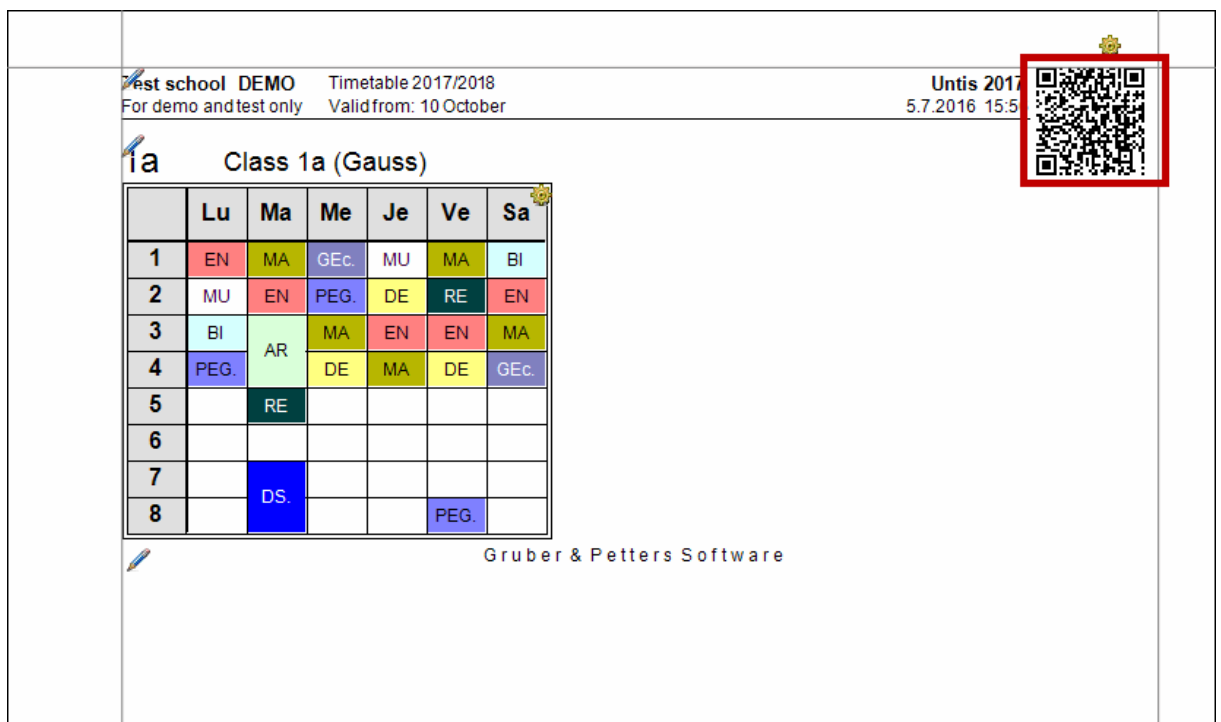 Test school DEMO Timetable 2017/2018 Untis 2017
For demo and test only Valid from: 10 October 5.7.2016
1a Class 1a (Gauss)
Lu Ma Me Je Ve Sa
1 EN MA GEc. MU MA BI
2 MU EN PEG. DE RE EN
3 BI AR MA EN EN MA
4 PEG. DE MA DE GEc.
5 RE
6
7 DS.
8 PEG.
Gruber & Petters Software